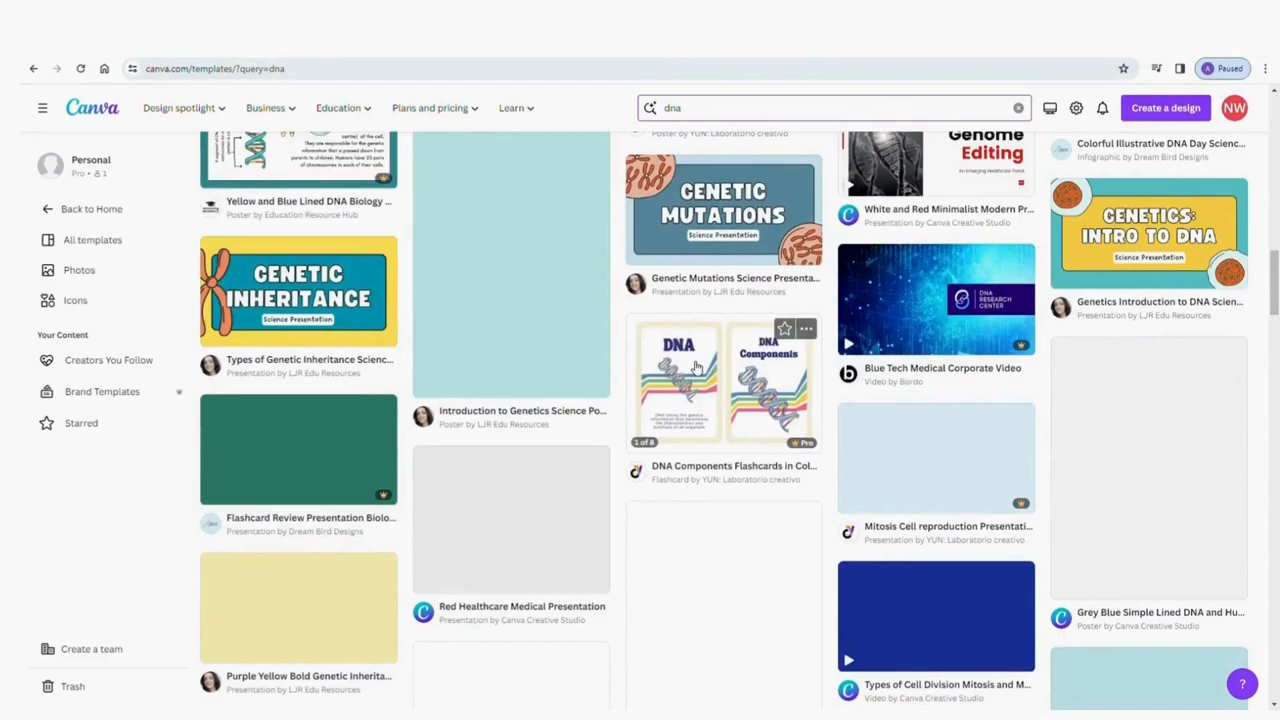 canva.com/templates/?query=dna
A Paused
Canva
Design spotlight
Business
Education
Plans and pricing
Learn
dna
Create a design
NW
Personal
Pro • 1
Back to Home
All templates
Photos
Icons
Your Content
Creators You Follow
Brand Templates
Starred
Create a team
Trash
Yellow and Blue Lined DNA Biology ...
Poster by Education Resource Hub
GENETIC
INHERITANCE
Science Presentation
Types of Genetic Inheritance Scienc...
Presentation by LJR Edu Resources
Flashcard Review Presentation Biolo...
Presentation by Dream Bird Designs
Purple Yellow Bold Genetic Inherita...
Presentation by LJR Edu Resources
Introduction to Genetics Science Po...
Poster by LJR Edu Resources
Red Healthcare Medical Presentation
Presentation by Canva Creative Studio
Poster by YUN: Laboratorio creativo
GENETIC
MUTATIONS
Science Presentation
Genetic Mutations Science Presenta...
Presentation by LJR Edu Resources
DNA
DNA
Components
1 of 8
Pro
DNA Components Flashcards in Col...
Flashcard by YUN: Laboratorio creativo
Genome
Editing
White and Red Minimalist Modern Pr...
Presentation by Canva Creative Studio
DNA
RESEARCH
CENTER
Blue Tech Medical Corporate Video
Video by Bordo
Mitosis Cell reproduction Presentati...
Presentation by YUN: Laboratorio creativo
Types of Cell Division Mitosis and M...
Video by Canva Creative Studio
Colorful Illustrative DNA Day Scienc...
Infographic by Dream Bird Designs
GENETICS:
INTRO TO DNA
Science Presentation
Genetics Introduction to DNA Scien...
Presentation by LJR Edu Resources
Grey Blue Simple Lined DNA and Hu...
Poster by Canva Creative Studio
?